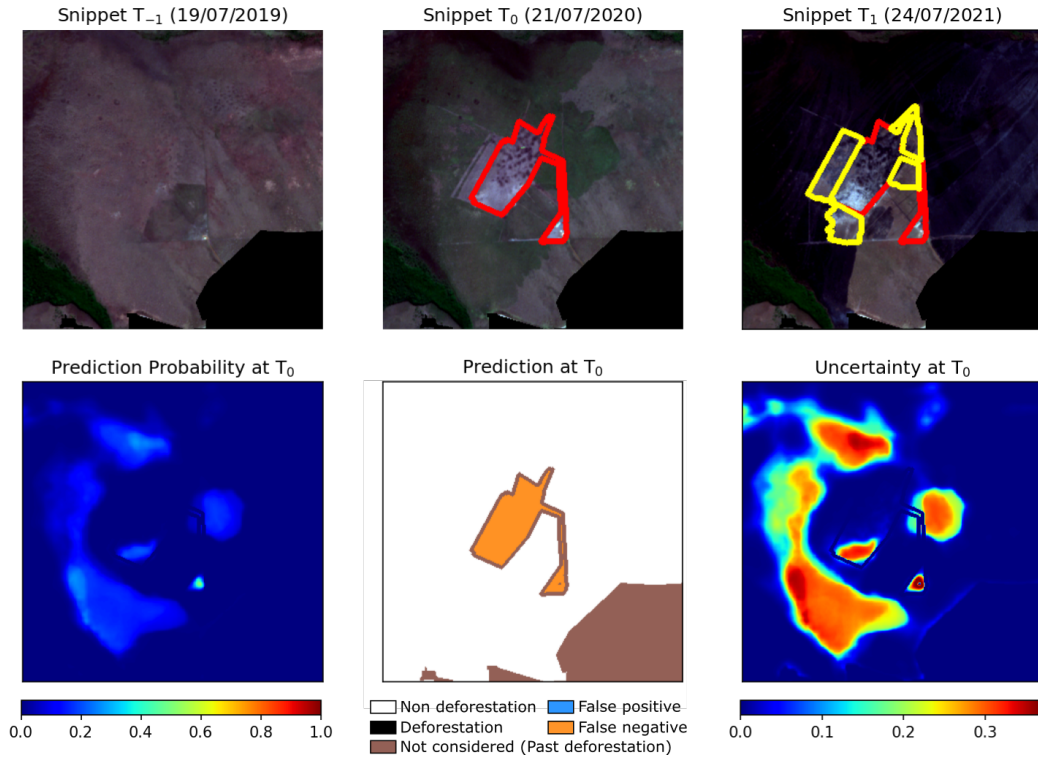 Snippet T₋₁ (19/07/2019)
Snippet T₀ (21/07/2020)
Snippet T₁ (24/07/2021)
Prediction Probability at T₀
Prediction at T₀
Uncertainty at T₀
0.0 0.2 0.4 0.6 0.8 1.0
Non deforestation
False positive
Deforestation
False negative
Not considered (Past deforestation)
0.0 0.1 0.2 0.3